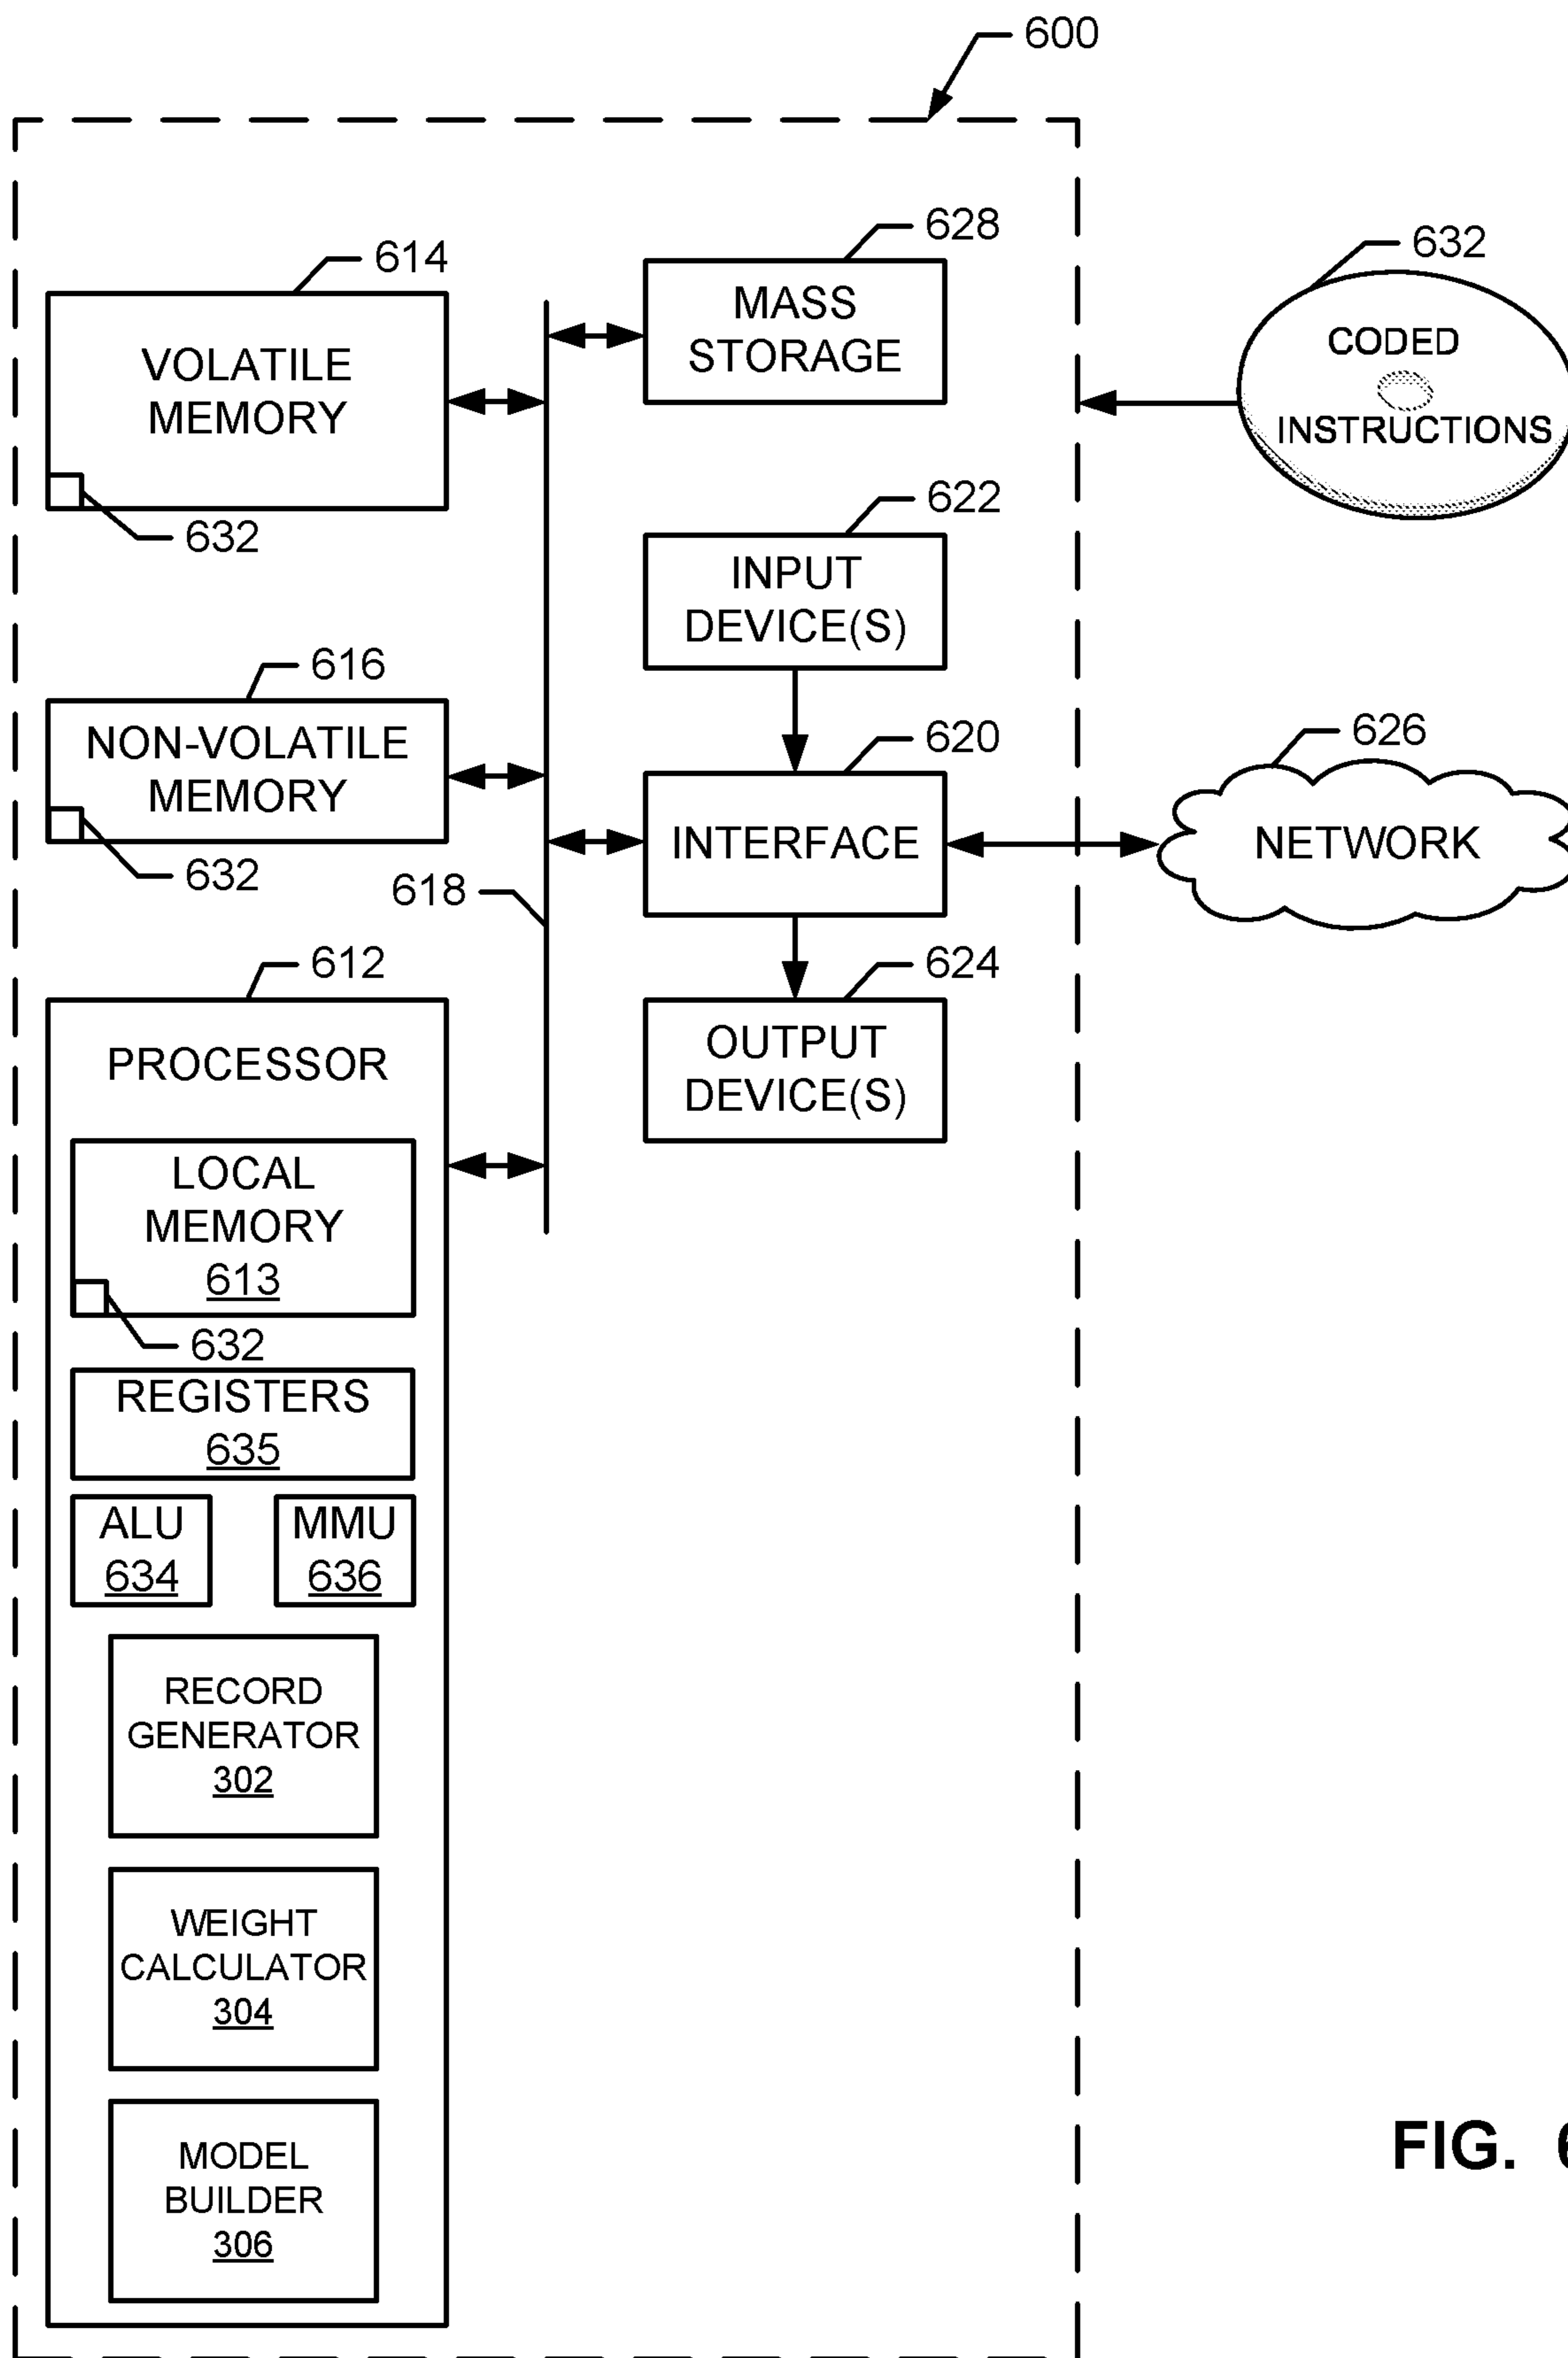 600
614
VOLATILE
MEMORY
632
628
MASS
STORAGE
632
CODED
INSTRUCTIONS
622
INPUT
DEVICE(S)
616
NON-VOLATILE
MEMORY
632
618
620
INTERFACE
626
NETWORK
624
OUTPUT
DEVICE(S)
612
PROCESSOR
LOCAL
MEMORY
613
632
REGISTERS
635
ALU
634
MMU
636
RECORD
GENERATOR
302
WEIGHT
CALCULATOR
304
MODEL
BUILDER
306
FIG.